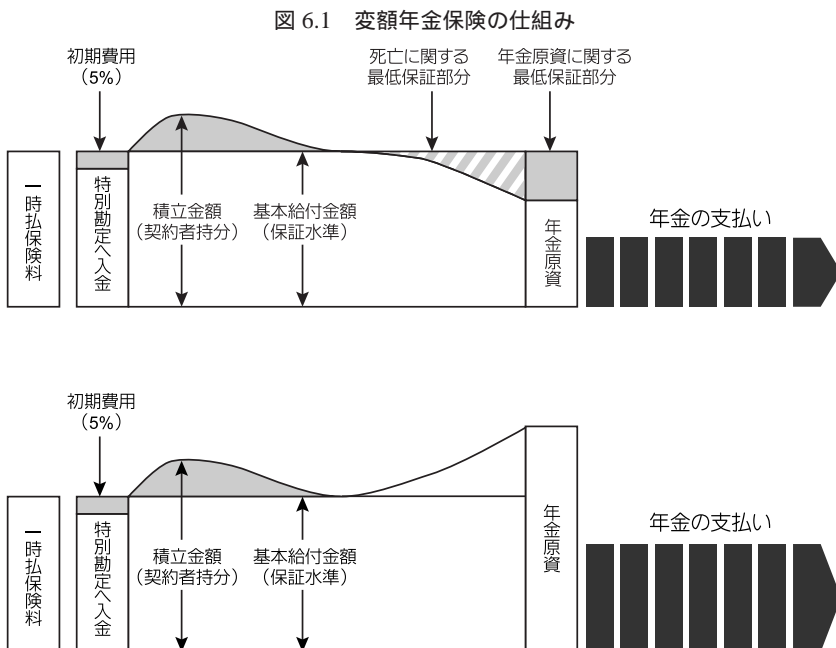 図 6.1　変額年金保険の仕組み
初期費用
（5%）
死亡に関する
最低保証部分
年金原資に関する
最低保証部分
一時払保険料
特別勘定へ入金
積立金額
（契約者持分）
基本給付金額
（保証水準）
年金原資
年金の支払い
初期費用
（5%）
一時払保険料
特別勘定へ入金
積立金額
（契約者持分）
基本給付金額
（保証水準）
年金原資
年金の支払い